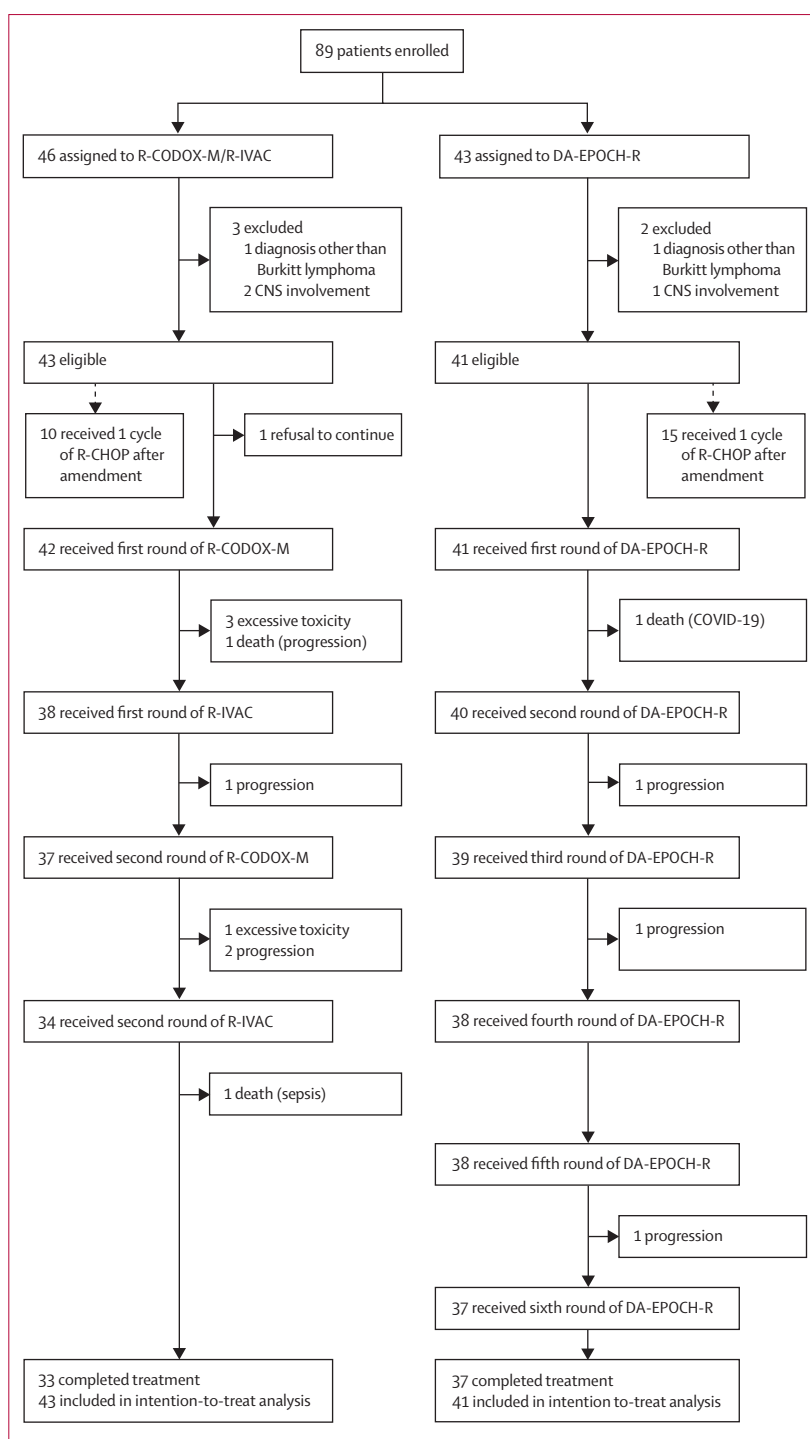 89 patients enrolled
46 assigned to R-CODOX-M/R-IVAC
43 assigned to DA-EPOCH-R
3 excluded
1 diagnosis other than
Burkitt lymphoma
2 CNS involvement
2 excluded
1 diagnosis other than
Burkitt lymphoma
1 CNS involvement
43 eligible
41 eligible
10 received 1 cycle
of R-CHOP after
amendment
1 refusal to continue
15 received 1 cycle
of R-CHOP after
amendment
42 received first round of R-CODOX-M
41 received first round of DA-EPOCH-R
3 excessive toxicity
1 death (progression)
1 death (COVID-19)
38 received first round of R-IVAC
40 received second round of DA-EPOCH-R
1 progression
1 progression
37 received second round of R-CODOX-M
39 received third round of DA-EPOCH-R
1 excessive toxicity
2 progression
1 progression
34 received second round of R-IVAC
38 received fourth round of DA-EPOCH-R
1 death (sepsis)
38 received fifth round of DA-EPOCH-R
1 progression
37 received sixth round of DA-EPOCH-R
33 completed treatment
43 included in intention-to-treat analysis
37 completed treatment
41 included in intention to-treat analysis